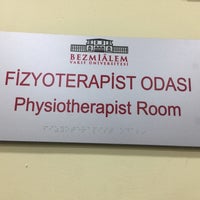 BEZMİÂLEM
VAKIF ÜNİVERSİTESİ
FİZYOTERAPİST ODASI
Physiotherapist Room